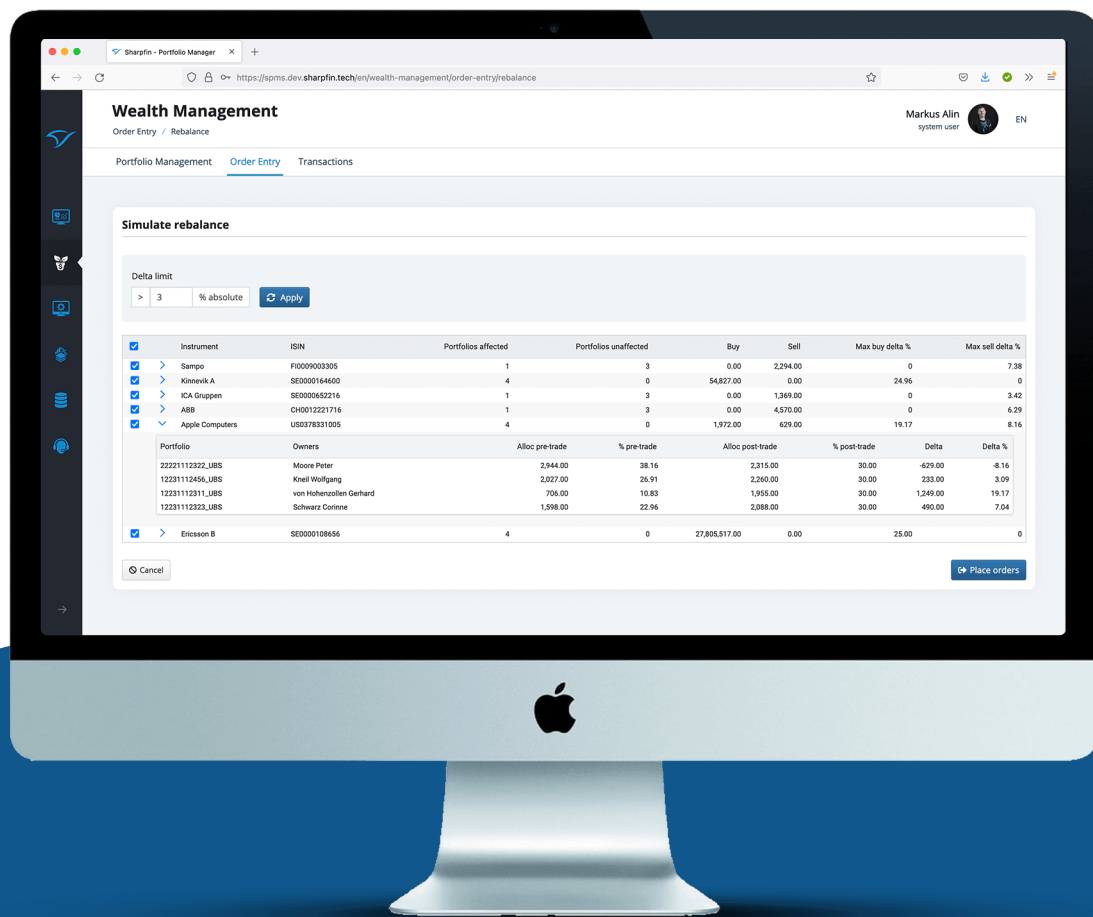 Sharpfin - Portfolio Manager
https://spms.dev.sharpfin.tech/en/wealth-management/order-entry/rebalance
Wealth Management
Order Entry / Rebalance
Markus Alin
system user
EN
Portfolio Management Order Entry Transactions
Simulate rebalance
Delta limit
> 3 % absolute Apply
Instrument ISIN Portfolios affected Portfolios unaffected Buy Sell Max buy delta % Max sell delta %
Sampo FI0009003305 1 3 0.00 2,294.00 0 7.38
Kinnevik A SE0000164600 4 0 54,827.00 0.00 24.96 0
ICA Gruppen SE0000652216 1 3 0.00 1,369.00 0 3.42
ABB CH0012221716 1 3 0.00 4,570.00 0 6.29
Apple Computers US0378331005 4 0 1,972.00 629.00 19.17 8.16
Portfolio Owners Alloc pre-trade % pre-trade Alloc post-trade % post-trade Delta Delta %
22221112322_UBS Moore Peter 2,944.00 38.16 2,315.00 30.00 -629.00 -8.16
12231112456_UBS Kneil Wolfgang 2,027.00 26.91 2,260.00 30.00 233.00 3.09
12231112311_UBS von Hohenzollen Gerhard 706.00 10.83 1,955.00 30.00 1,249.00 19.17
12231112323_UBS Schwarz Corinne 1,598.00 22.96 2,088.00 30.00 490.00 7.04
Ericsson B SE0000108656 4 0 27,805,517.00 0.00 25.00 0
Cancel Place orders